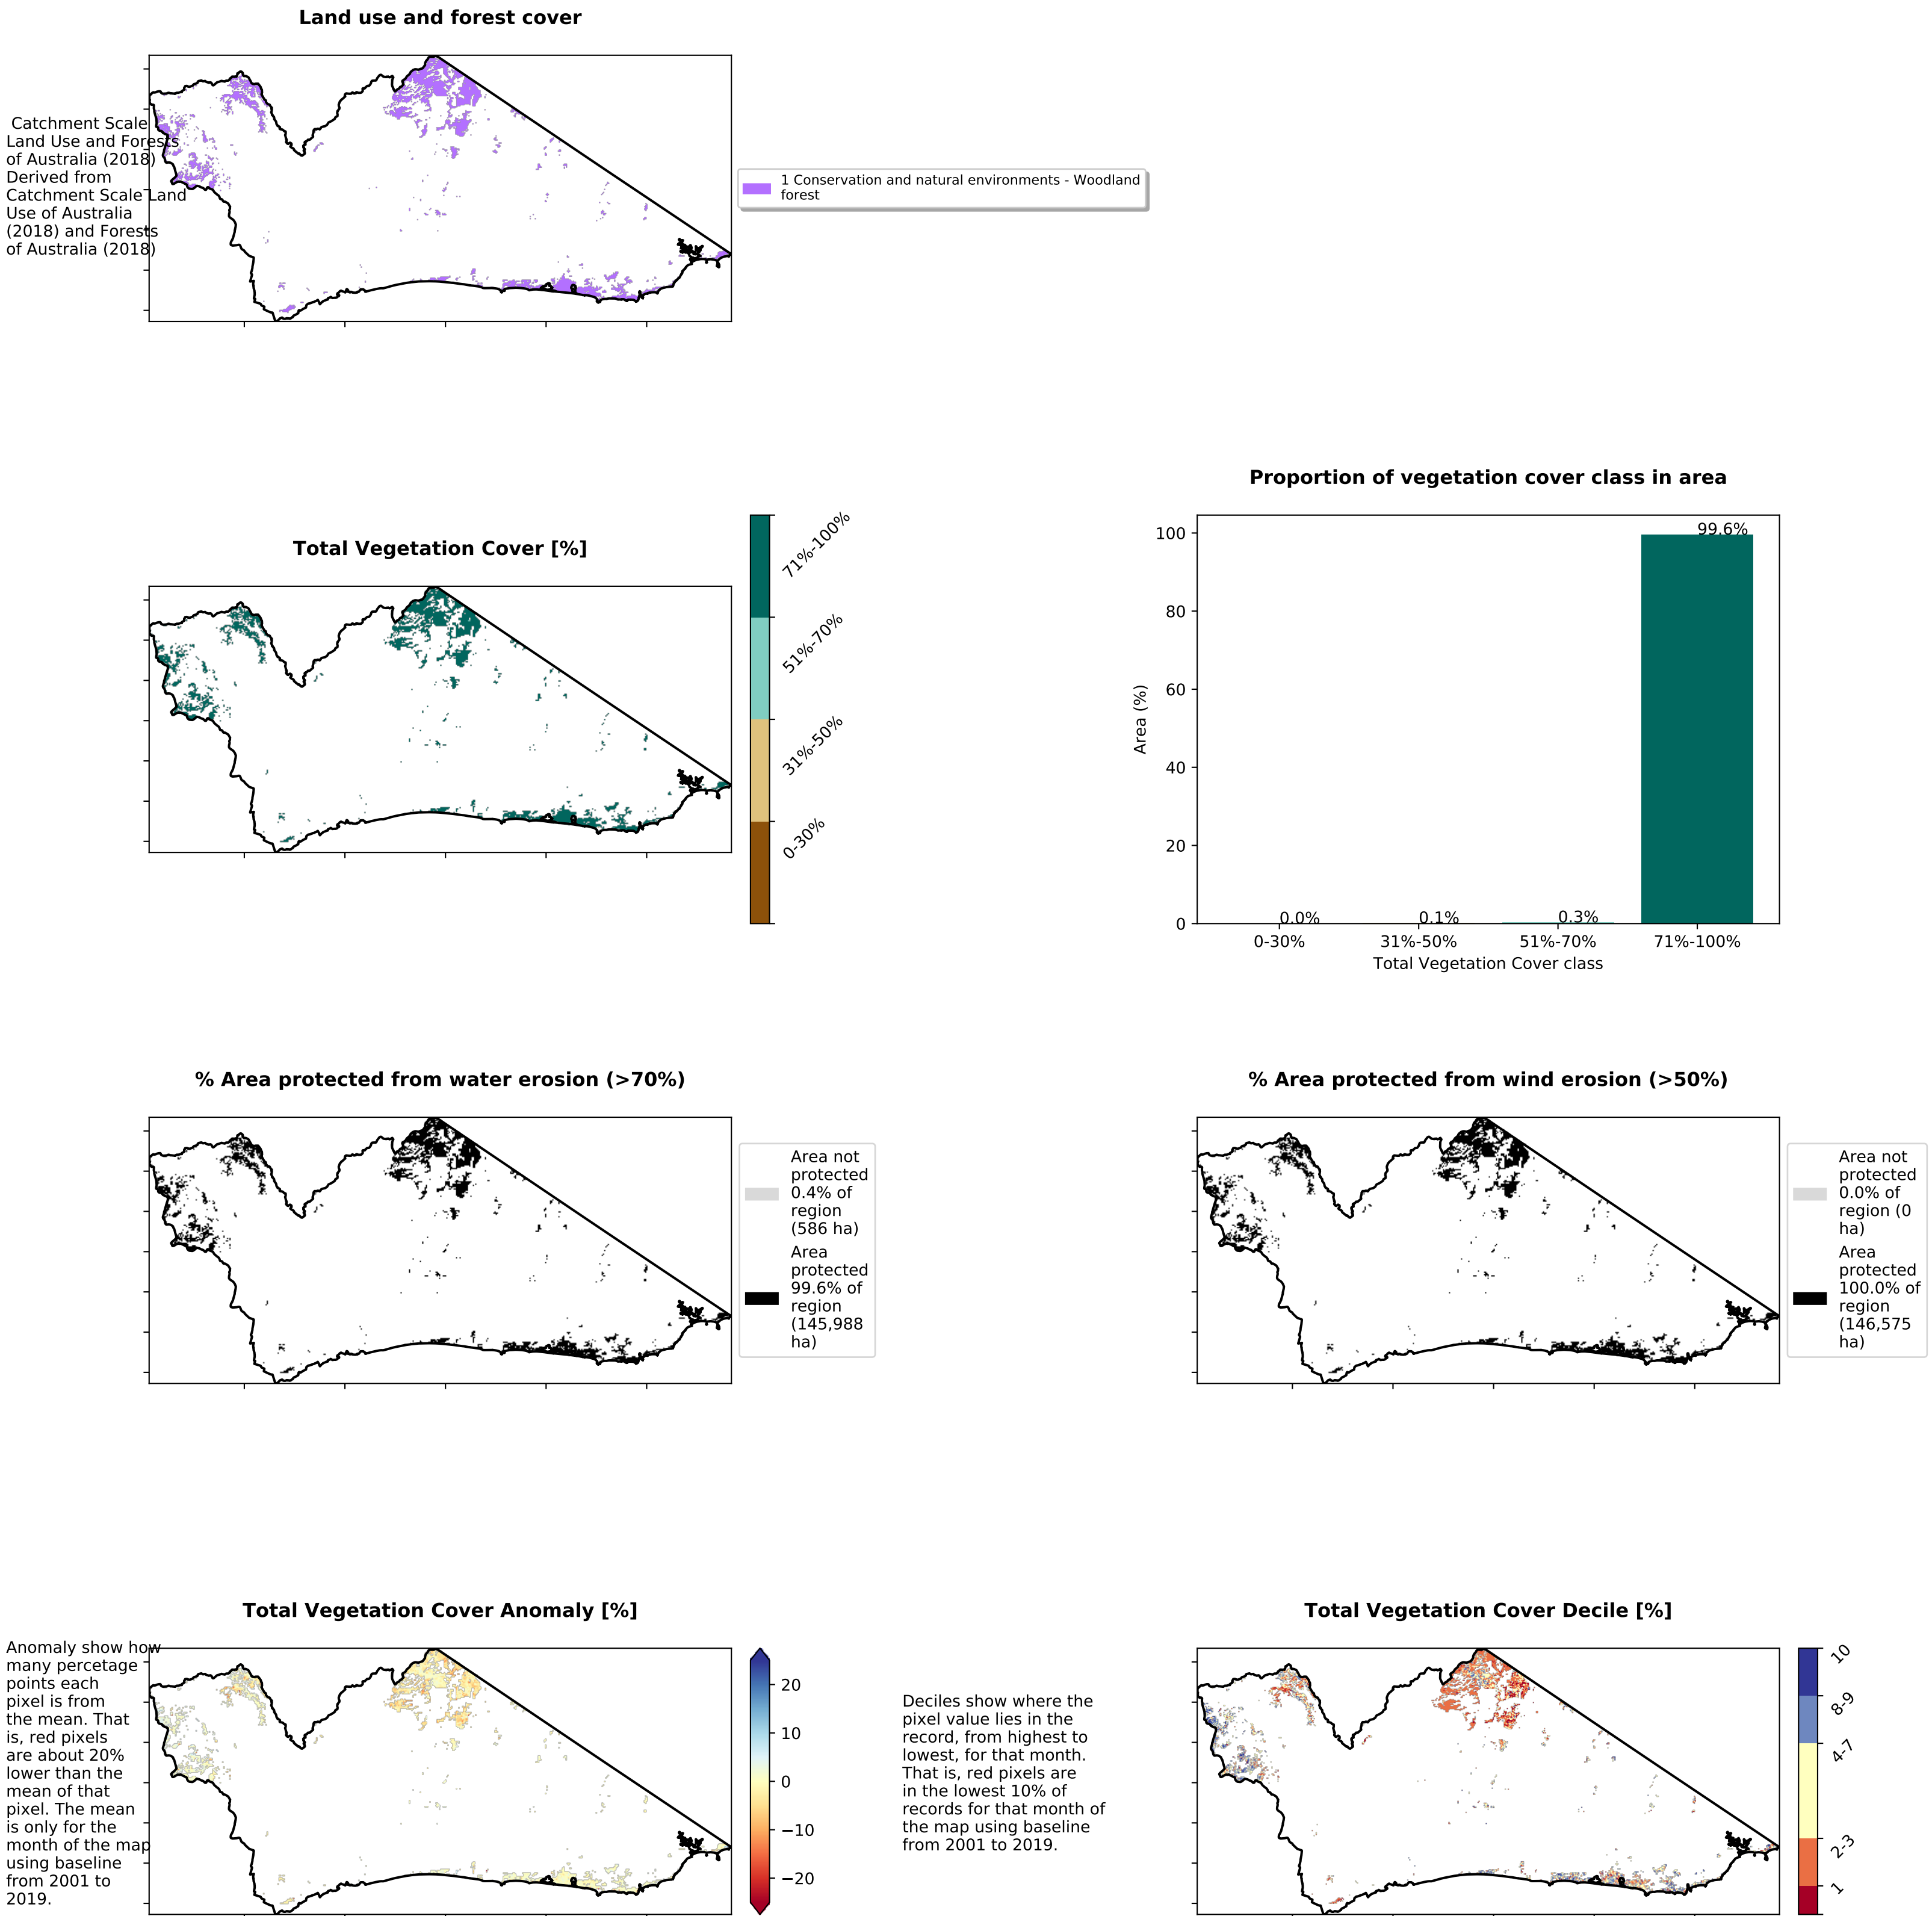 Land use and forest cover
Catchment Scale
Land Use and Forests
of Australia (2018)
Derived from
Catchment Scale Land
Use of Australia
(2018) and Forests
of Australia (2018)
1 Conservation and natural environments - Woodland
forest
Total Vegetation Cover [%]
71%-100%
51%-70%
31%-50%
0-30%
Proportion of vegetation cover class in area
Area (%)
100
80
60
40
20
0
0.0%
0.1%
0.3%
99.6%
0-30%
31%-50%
51%-70%
71%-100%
Total Vegetation Cover class
% Area protected from water erosion (>70%)
Area not
protected
0.4% of
region
(586 ha)
Area
protected
99.6% of
region
(145,988
ha)
% Area protected from wind erosion (>50%)
Area not
protected
0.0% of
region (0
ha)
Area
protected
100.0% of
region
(146,575
ha)
Total Vegetation Cover Anomaly [%]
Anomaly show how
many percetage
points each
pixel is from
the mean. That
is, red pixels
are about 20%
lower than the
mean of that
pixel. The mean
is only for the
month of the map
using baseline
from 2001 to
2019.
20
10
0
−10
−20
Total Vegetation Cover Decile [%]
Deciles show where the
pixel value lies in the
record, from highest to
lowest, for that month.
That is, red pixels are
in the lowest 10% of
records for that month of
the map using baseline
from 2001 to 2019.
10
8-9
4-7
2-3
1